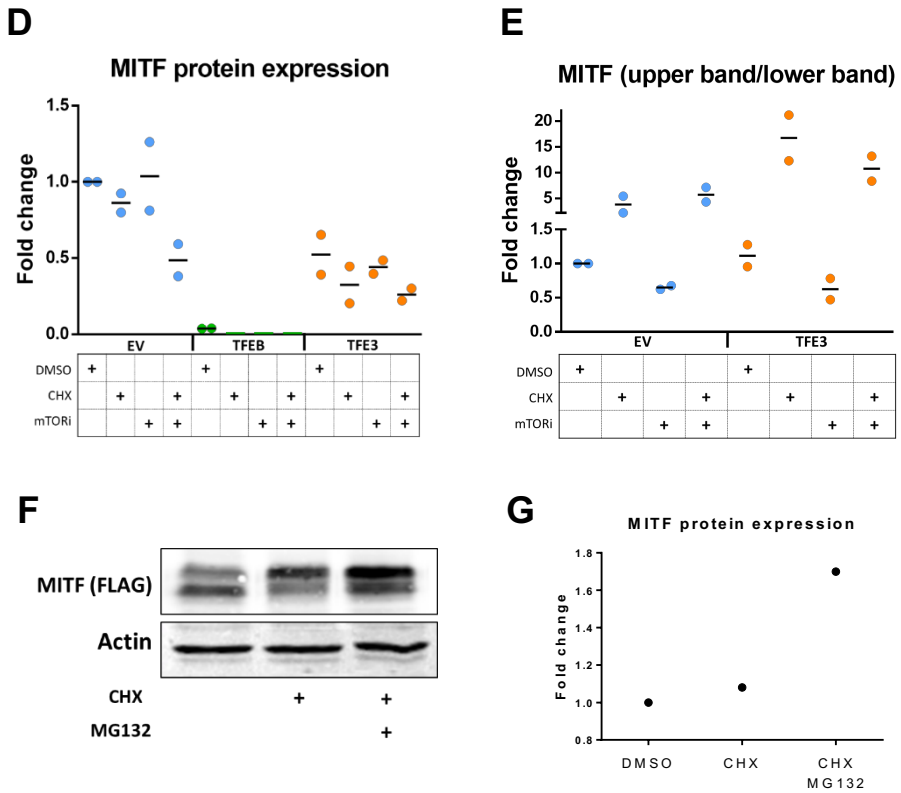 D
MITF protein expression
Fold change
1.5
1.0
0.5
0.0
EV TFEB TFE3
DMSO + + +
CHX + + + + + +
mTORi + + + + + +
E
MITF (upper band/lower band)
Fold change
20
15
10
5
1.5
1.0
0.5
0.0
EV TFE3
DMSO + +
CHX + + + +
mTORi + + + +
F
MITF (FLAG)
Actin
CHX + +
MG132 +
G
MITF protein expression
Fold change
1.8
1.6
1.4
1.2
1.0
0.8
DMSO CHX CHX
MG132